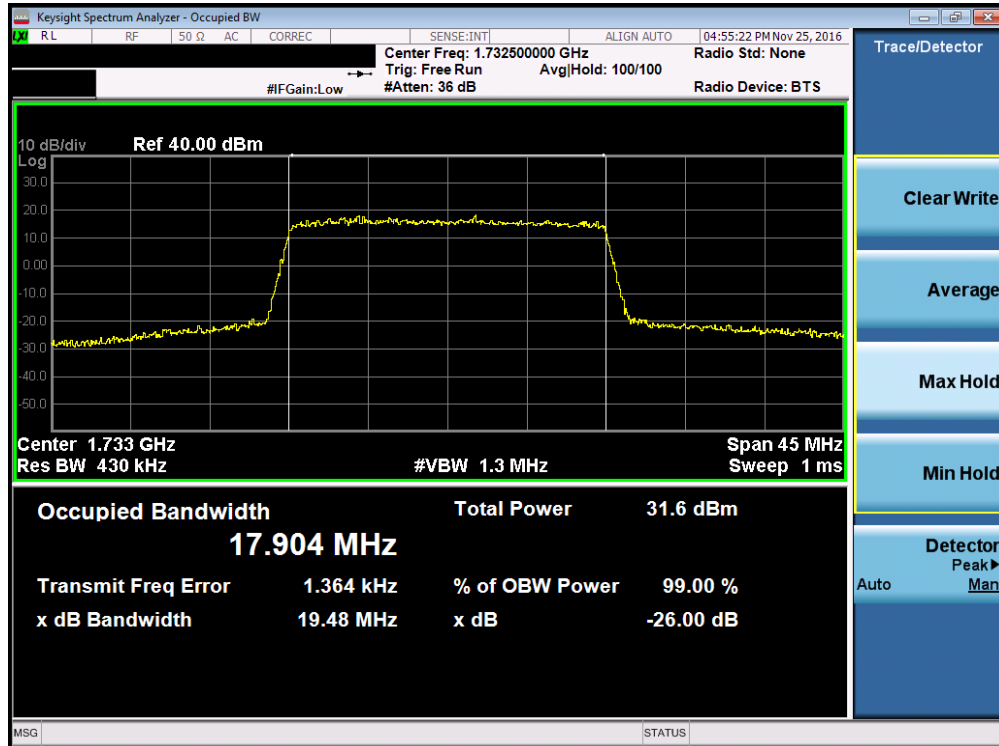 Keysight Spectrum Analyzer - Occupied BW
LXI RL RF 50 Ω AC CORREC SENSE:INT ALIGN AUTO 04:55:22 PM Nov 25, 2016
Center Freq: 1.732500000 GHz Radio Std: None
Trig: Free Run Avg|Hold: 100/100
#IFGain:Low #Atten: 36 dB Radio Device: BTS
Trace/Detector
10 dB/div Ref 40.00 dBm
Log
30.0
20.0
10.0
0.00
-10.0
-20.0
-30.0
-40.0
-50.0
Center 1.733 GHz Span 45 MHz
Res BW 430 kHz #VBW 1.3 MHz Sweep 1 ms
Occupied Bandwidth Total Power 31.6 dBm
17.904 MHz
Transmit Freq Error 1.364 kHz % of OBW Power 99.00 %
x dB Bandwidth 19.48 MHz x dB -26.00 dB
Clear Write
Average
Max Hold
Min Hold
Detector
Peak▶
Auto Man
MSG STATUS